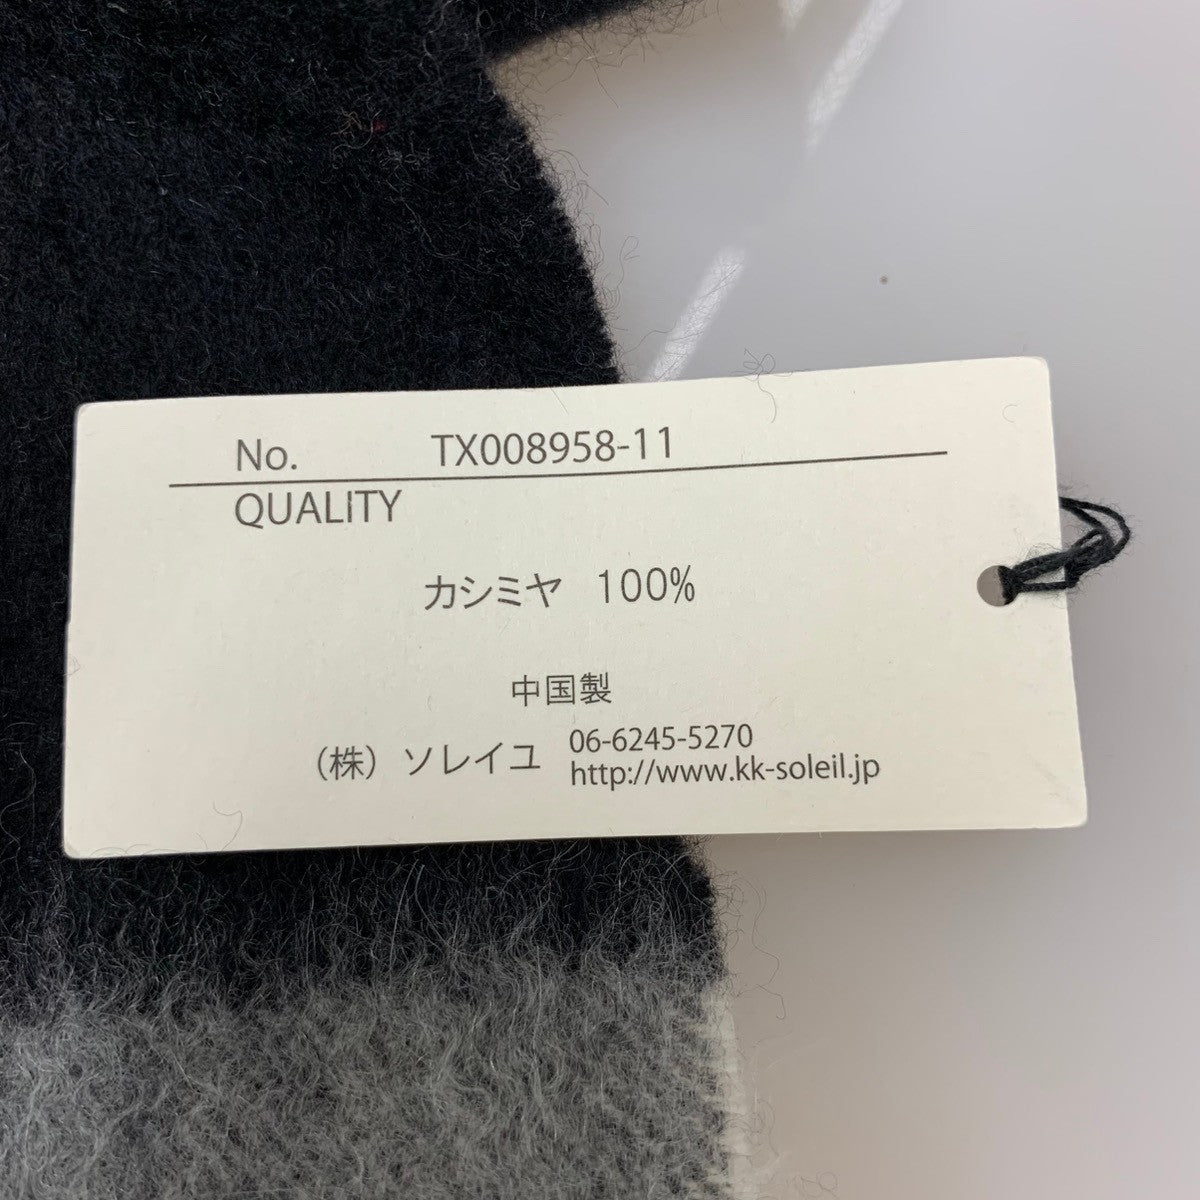 No. TX008958-11
QUALITY
カシミヤ 100%
中国製
(株) ソレイユ 06-6245-5270
http://www.kk-soleil.jp